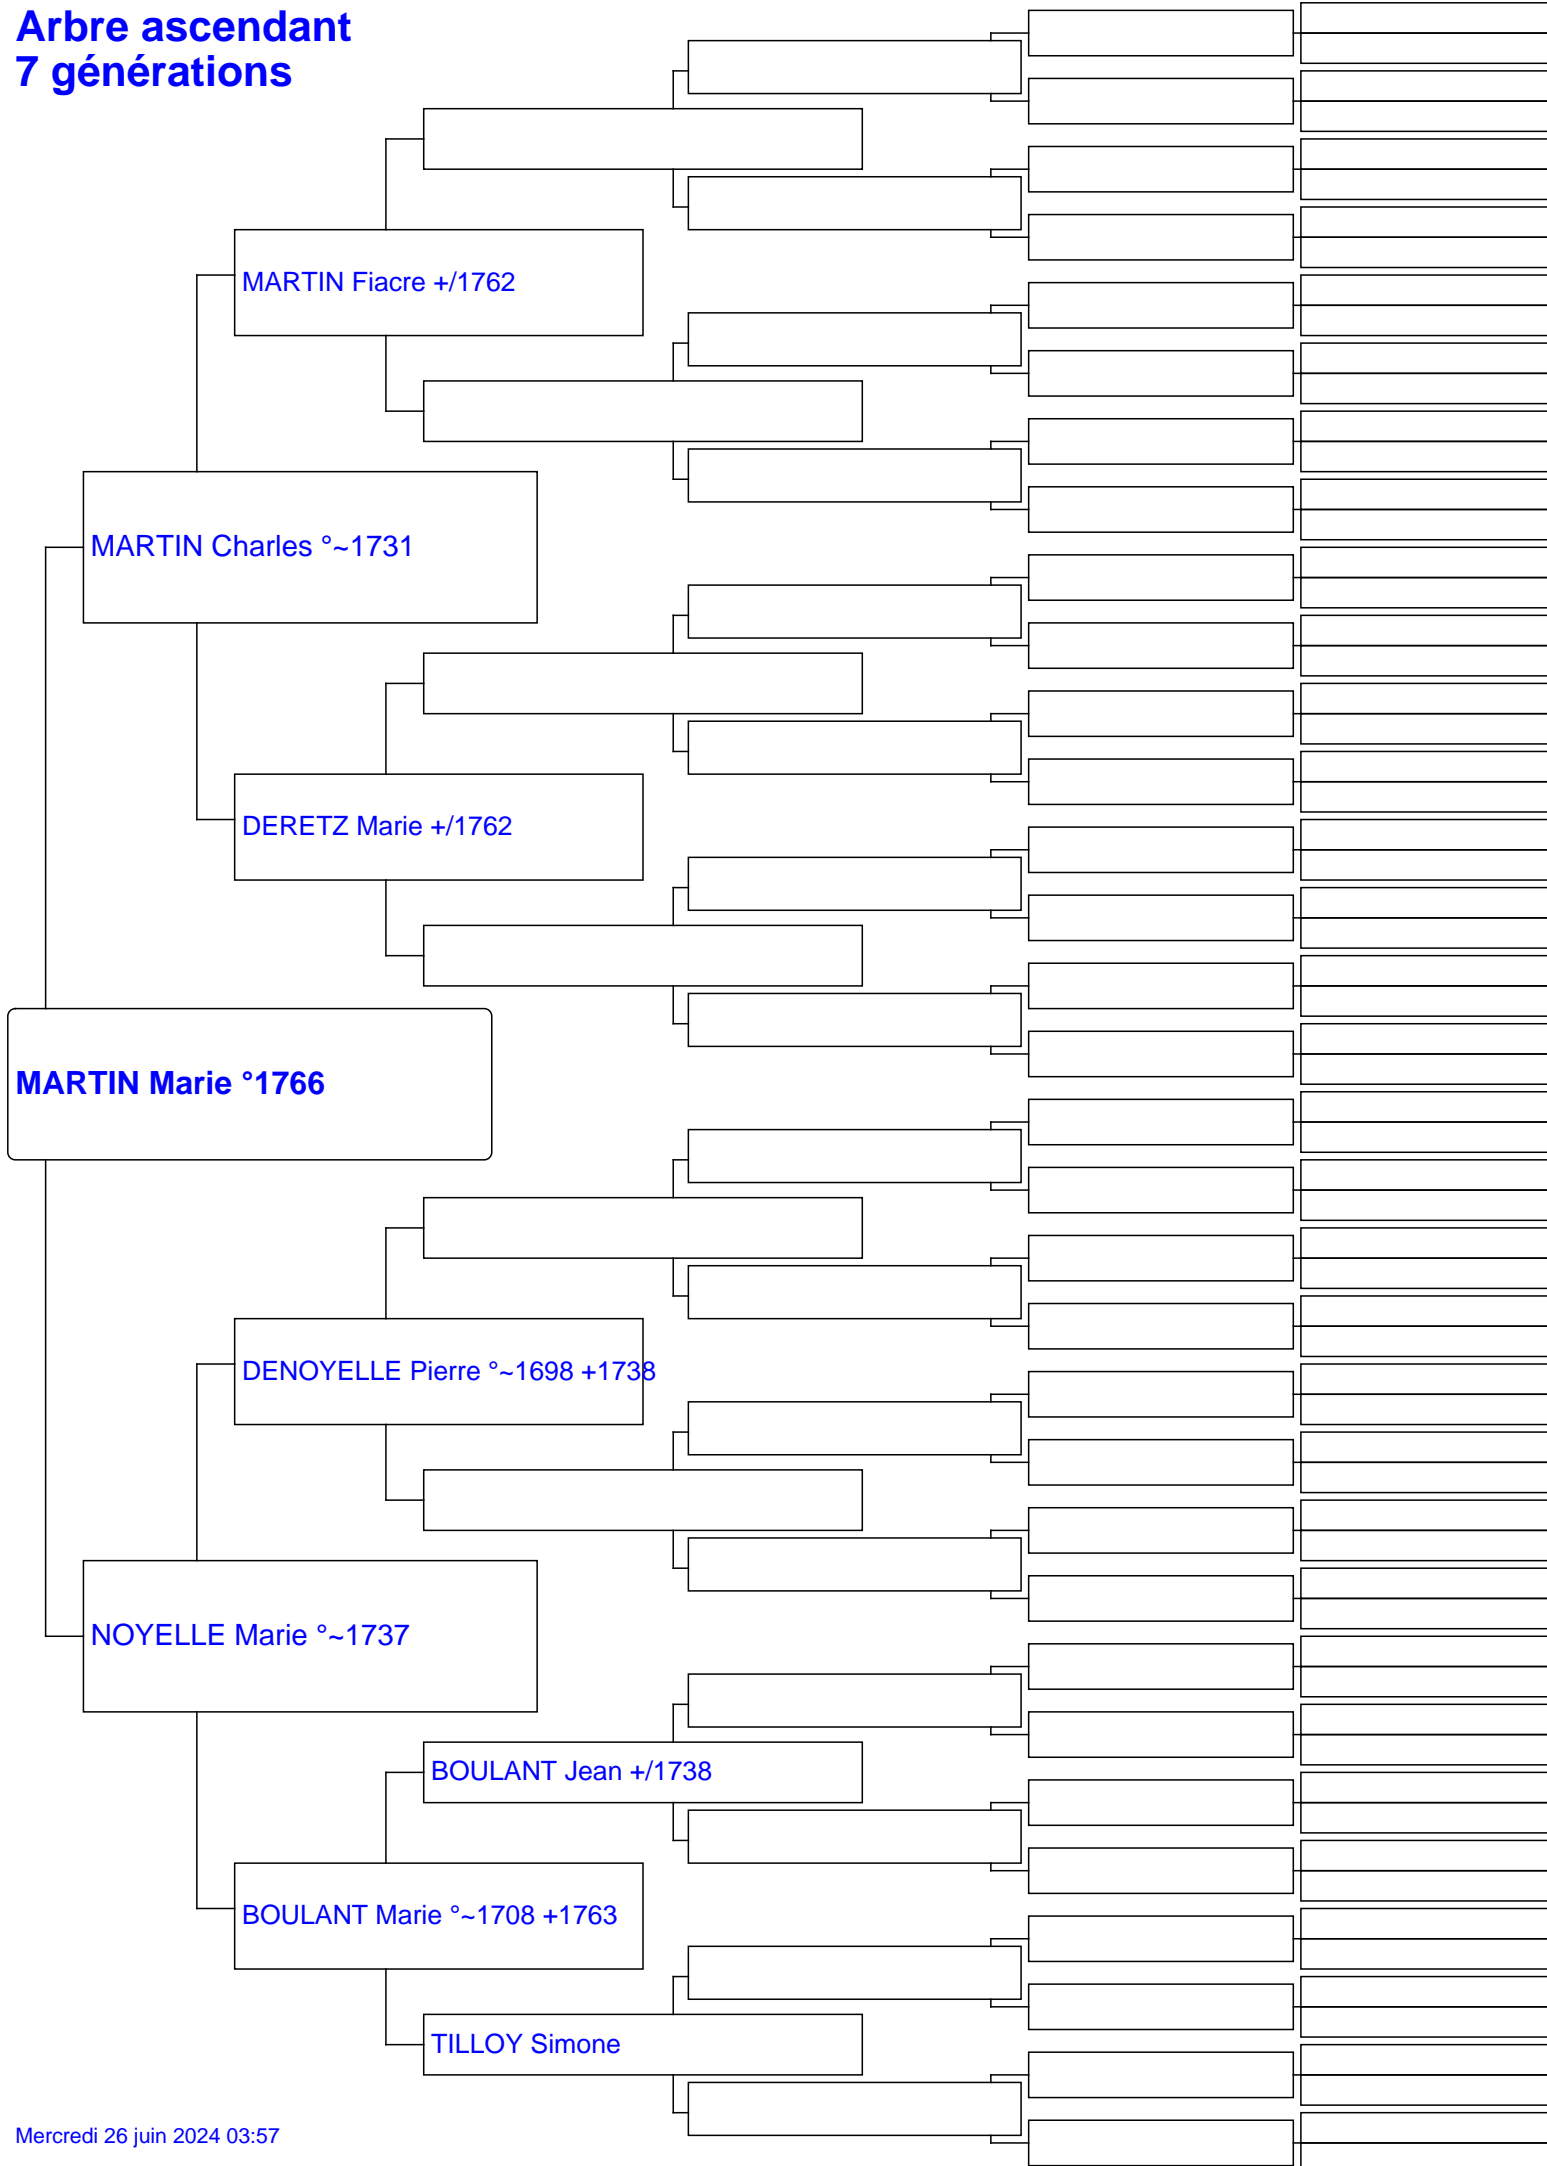 Arbre ascendant
7 générations
MARTIN Fiacre +/1762
MARTIN Charles °~1731
DERETZ Marie +/1762
MARTIN Marie °1766
DENOYELLE Pierre °~1698 +1738
NOYELLE Marie °~1737
BOULANT Jean +/1738
BOULANT Marie °~1708 +1763
TILLOY Simone
Mercredi 26 juin 2024 03:57